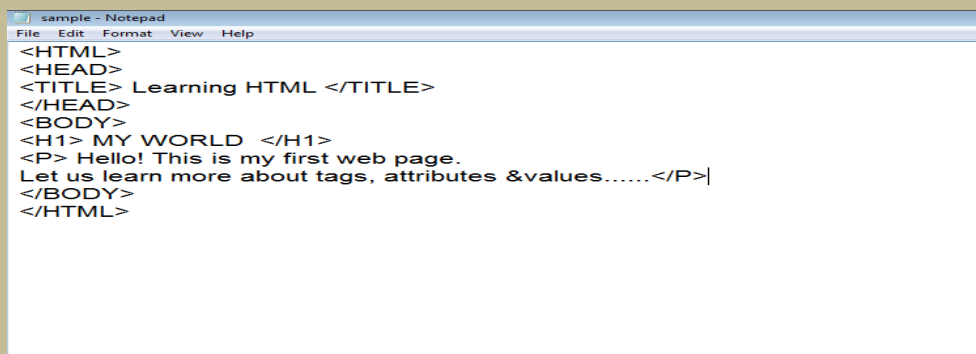 sample - Notepad
File Edit Format View Help
<HTML>
<HEAD>
<TITLE> Learning HTML </TITLE>
</HEAD>
<BODY>
<H1> MY WORLD  </H1>
<P> Hello! This is my first web page.
Let us learn more about tags, attributes &values......</P>
</BODY>
</HTML>